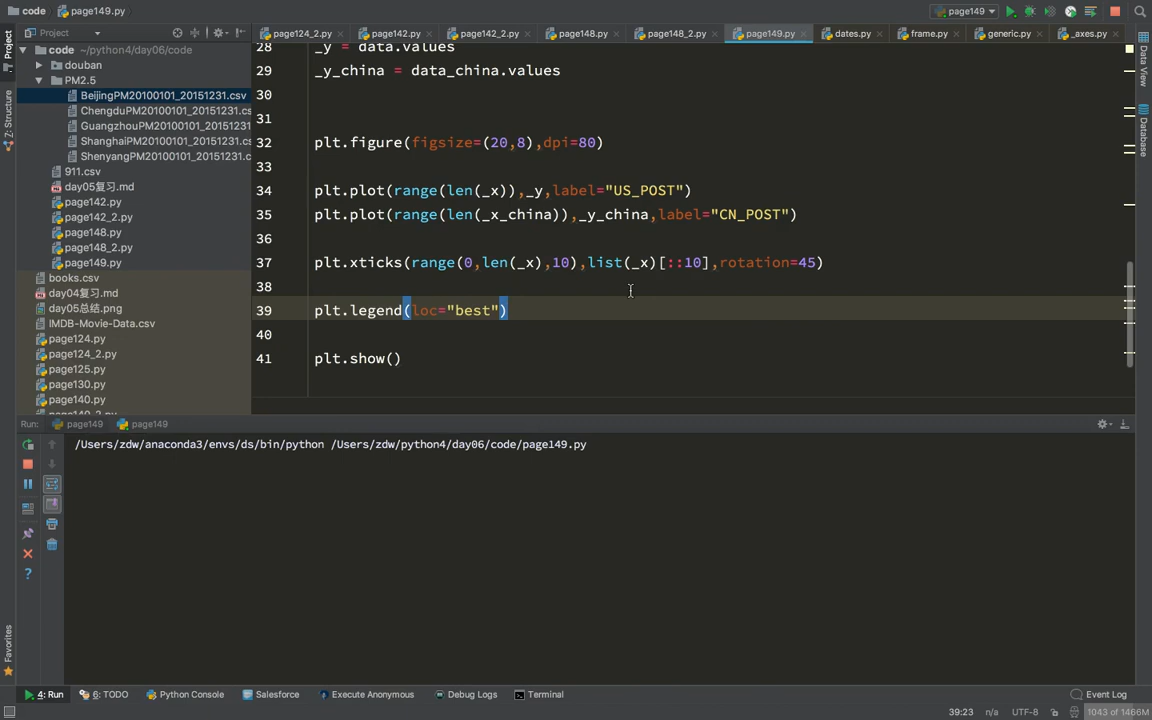 code
page149.py
page149
Project
page124_2.py
page142.py
page142_2.py
page148.py
page148_2.py
page149.py
dates.py
frame.py
generic.py
_axes.py
code ~/python4/day06/code
douban
PM2.5
BeijingPM20100101_20151231.csv
ChengduPM20100101_20151231.cs
GuangzhouPM20100101_20151231
ShanghaiPM20100101_20151231.c
ShenyangPM20100101_20151231.c
911.csv
day05复习.md
page142.py
page142_2.py
page148.py
page148_2.py
page149.py
books.csv
day04复习.md
day05总结.png
IMDB-Movie-Data.csv
page124.py
page124_2.py
page125.py
page130.py
page140.py
28 _y = data.values
29 _y_china = data_china.values
30
31
32 plt.figure(figsize=(20,8),dpi=80)
33
34 plt.plot(range(len(_x)),_y,label="US_POST")
35 plt.plot(range(len(_x_china)),_y_china,label="CN_POST")
36
37 plt.xticks(range(0,len(_x),10),list(_x)[::10],rotation=45)
38
39 plt.legend(loc="best")
40
41 plt.show()
Project
Z: Structure
Favorites
Data View
Database
Run: page149 page149
/Users/zdw/anaconda3/envs/ds/bin/python /Users/zdw/python4/day06/code/page149.py
4: Run
6: TODO
Python Console
Salesforce
Execute Anonymous
Debug Logs
Terminal
Event Log
39:23 n/a UTF-8 1043 of 1466M